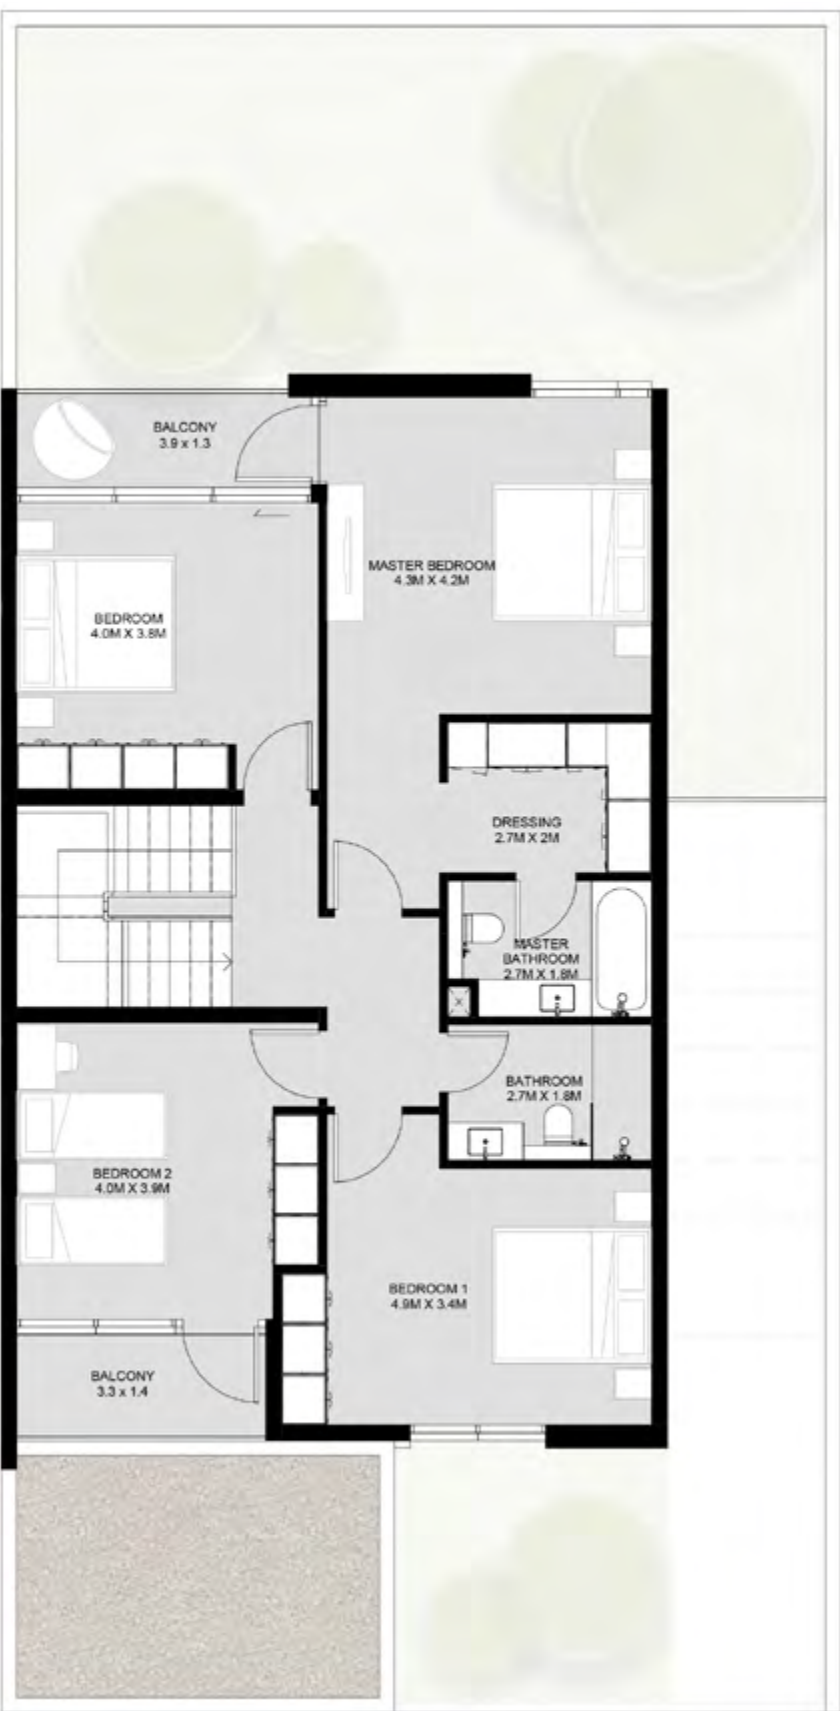 BALCONY
3.9 x 1.3
MASTER BEDROOM
4.3M X 4.2M
BEDROOM
4.0M X 3.8M
DRESSING
2.7M X 2M
MASTER
BATHROOM
2.7M X 1.8M
BATHROOM
2.7M X 1.8M
BEDROOM 2
4.0M X 3.9M
BEDROOM 1
4.9M X 3.4M
BALCONY
3.3 x 1.4